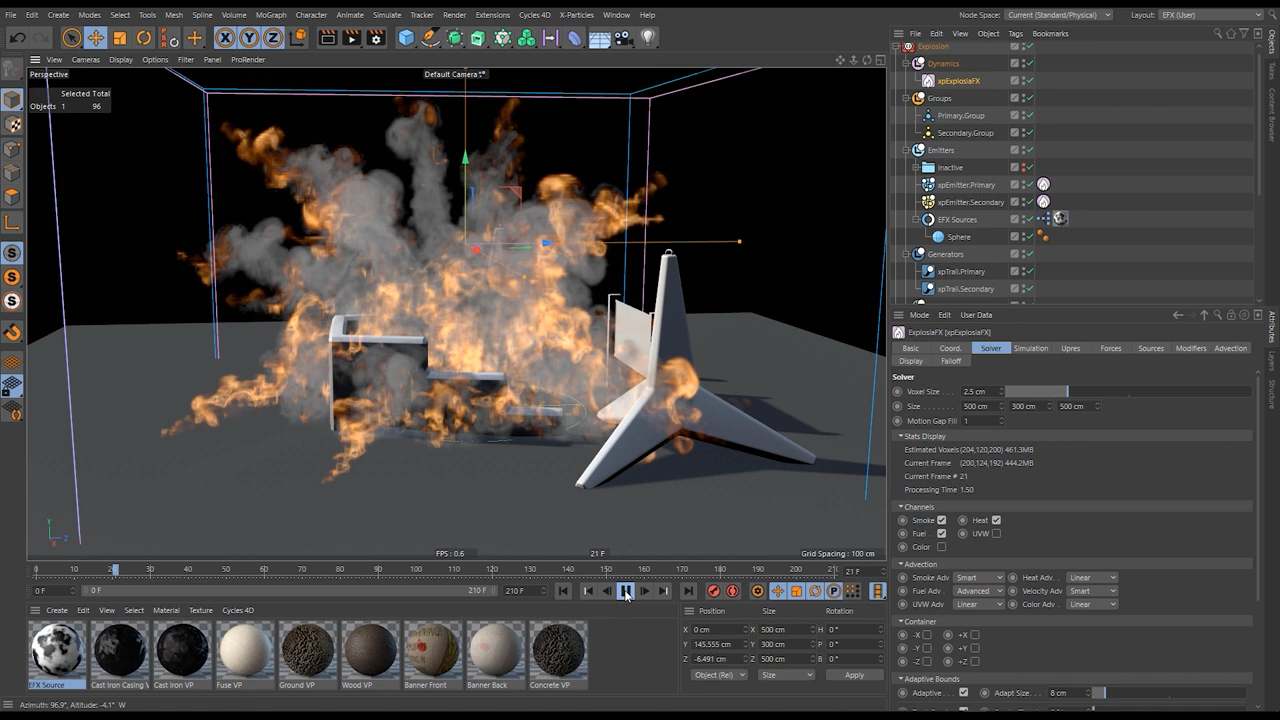 File Edit Create Modes Select Tools Mesh Spline Volume MoGraph Character Animate Simulate Tracker Render Extensions Cycles 4D X-Particles Window Help Node Space: Current (Standard/Physical) Layout: EFX (User)
X Y Z
View Cameras Display Options Filter Panel ProRender
Perspective Default Camera
Selected Total
Objects 1 96
File Edit View Object Tags Bookmarks
Explosion
Dynamics
xpExplosiaFX
Groups
Primary.Group
Secondary.Group
Emitters
Inactive
xpEmitter.Primary
xpEmitter.Secondary
EFX Sources
Sphere
Generators
xpTrail.Primary
xpTrail.Secondary
Objects
Takes
Content Browser
Attributes
Layers
Structure
Mode Edit User Data
ExplosiaFX [xpExplosiaFX]
Basic Coord. Solver Simulation Upres Forces Sources Modifiers Advection
Display Falloff
Solver
Voxel Size . . . 2.5 cm
Size . . . . . . . 500 cm 300 cm 500 cm
Motion Gap Fill 1
Stats Display
Estimated Voxels (204,120,200) 461.3MB
Current Frame (200,124,192) 444.2MB
Current Frame # 21
Processing Time 1.50
Channels
Smoke Heat
Fuel . UVW
Color
Advection
Smoke Adv Smart Heat Adv. Linear
Fuel Adv Advanced Velocity Adv Smart
UVW Adv Linear Color Adv Linear
Container
-X +X
-Y +Y
-Z +Z
Adaptive Bounds
Adaptive . Adapt Size. . 8 cm
Y
Z
X
FPS : 0.6 21 F Grid Spacing : 100 cm
0 10 20 30 40 50 60 70 80 90 100 110 120 130 140 150 160 170 180 190 200 21 F
0 F 0 F 210 F 210 F
Create Edit View Select Material Texture Cycles 4D
EFX Source Cast Iron Casing V Cast Iron VP Fuse VP Ground VP Wood VP Banner Front Banner Back Concrete VP
Position Size Rotation
X 0 cm X 500 cm H 0 °
Y 145.555 cm Y 300 cm P 0 °
Z -6.491 cm Z 500 cm B 0 °
Object (Rel) Size Apply
Azimuth: 96.9°, Altitude: -4.1° W